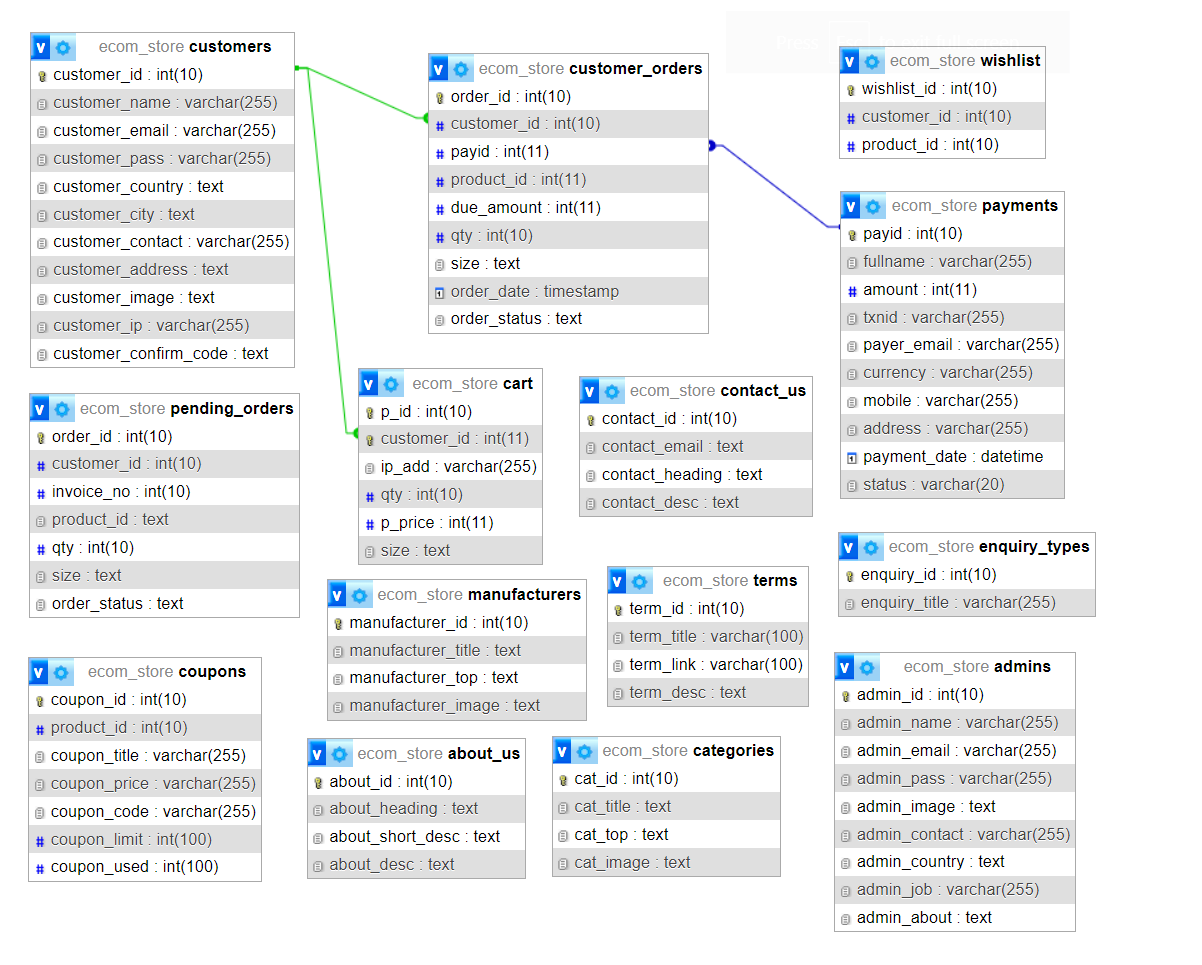 ecom_store customers
customer_id : int(10)
customer_name : varchar(255)
customer_email : varchar(255)
customer_pass : varchar(255)
customer_country : text
customer_city : text
customer_contact : varchar(255)
customer_address : text
customer_image : text
customer_ip : varchar(255)
customer_confirm_code : text
ecom_store customer_orders
order_id : int(10)
customer_id : int(10)
payid : int(11)
product_id : int(11)
due_amount : int(11)
qty : int(10)
size : text
order_date : timestamp
order_status : text
ecom_store wishlist
wishlist_id : int(10)
customer_id : int(10)
product_id : int(10)
ecom_store payments
payid : int(10)
fullname : varchar(255)
amount : int(11)
txnid : varchar(255)
payer_email : varchar(255)
currency : varchar(255)
mobile : varchar(255)
address : varchar(255)
payment_date : datetime
status : varchar(20)
ecom_store pending_orders
order_id : int(10)
customer_id : int(10)
invoice_no : int(10)
product_id : text
qty : int(10)
size : text
order_status : text
ecom_store cart
p_id : int(10)
customer_id : int(11)
ip_add : varchar(255)
qty : int(10)
p_price : int(11)
size : text
ecom_store contact_us
contact_id : int(10)
contact_email : text
contact_heading : text
contact_desc : text
ecom_store enquiry_types
enquiry_id : int(10)
enquiry_title : varchar(255)
ecom_store manufacturers
manufacturer_id : int(10)
manufacturer_title : text
manufacturer_top : text
manufacturer_image : text
ecom_store terms
term_id : int(10)
term_title : varchar(100)
term_link : varchar(100)
term_desc : text
ecom_store coupons
coupon_id : int(10)
product_id : int(10)
coupon_title : varchar(255)
coupon_price : varchar(255)
coupon_code : varchar(255)
coupon_limit : int(100)
coupon_used : int(100)
ecom_store about_us
about_id : int(10)
about_heading : text
about_short_desc : text
about_desc : text
ecom_store categories
cat_id : int(10)
cat_title : text
cat_top : text
cat_image : text
ecom_store admins
admin_id : int(10)
admin_name : varchar(255)
admin_email : varchar(255)
admin_pass : varchar(255)
admin_image : text
admin_contact : varchar(255)
admin_country : text
admin_job : varchar(255)
admin_about : text